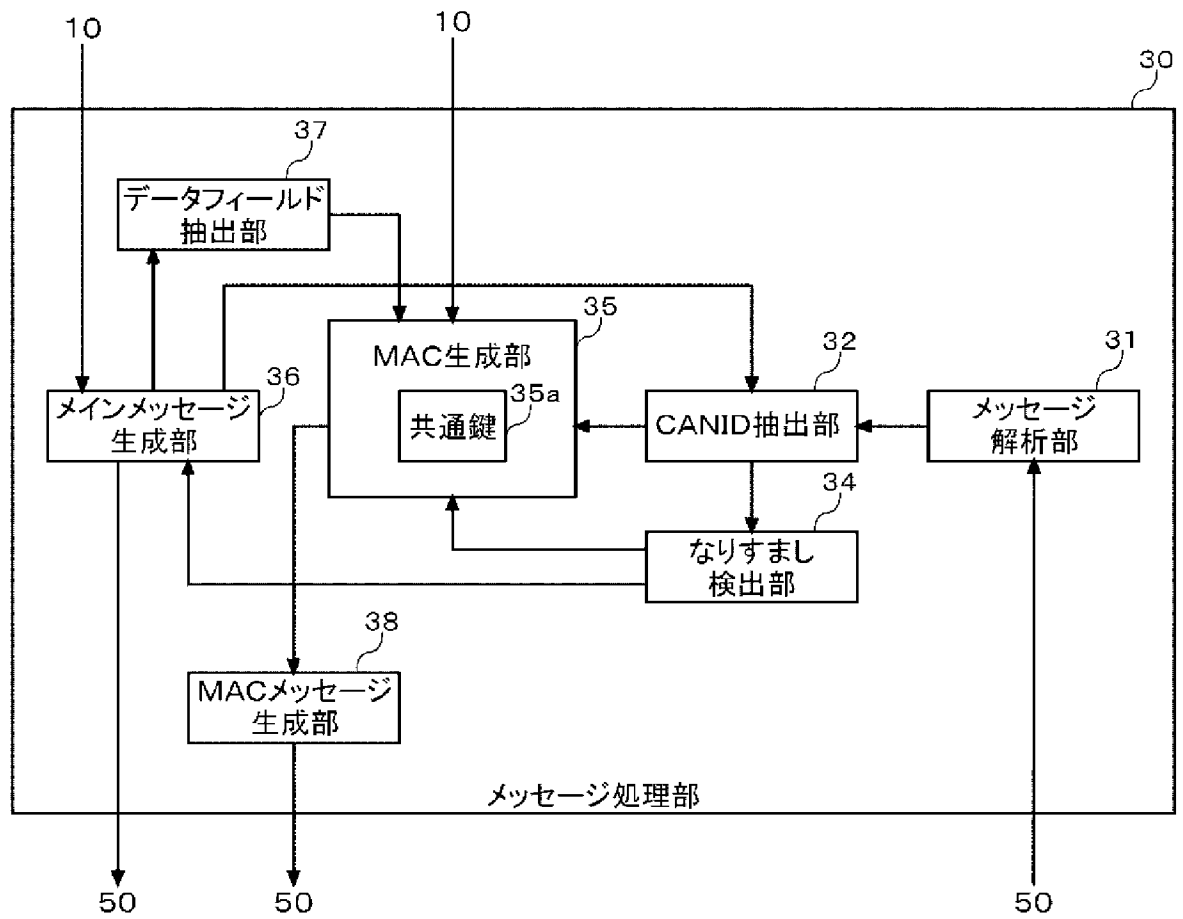 10
10
30
37
データフィールド
抽出部
35
MAC生成部
32
31
36
35a
メインメッセージ
生成部
共通鍵
CANID抽出部
メッセージ
解析部
34
なりすまし
検出部
38
MACメッセージ
生成部
メッセージ処理部
50
50
50